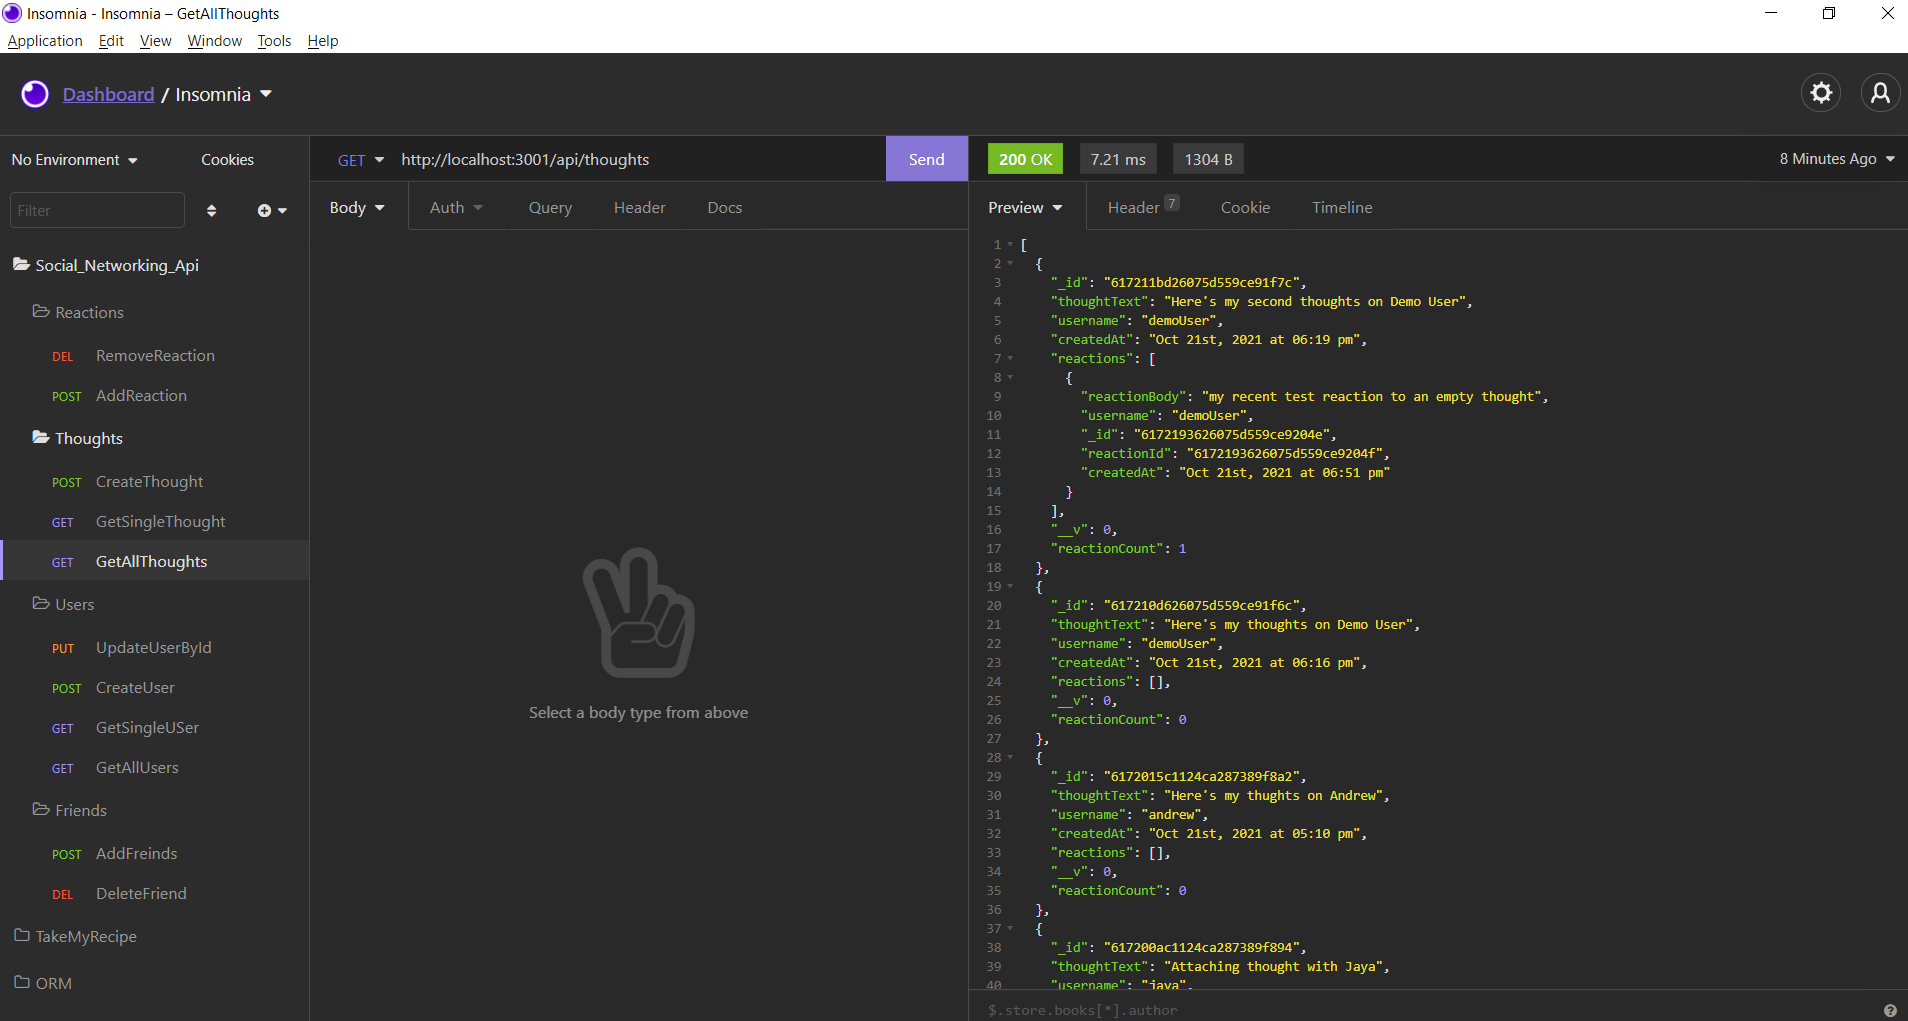 Insomnia - Insomnia – GetAllThoughts
Application Edit View Window Tools Help
Dashboard / Insomnia
No Environment Cookies
GET http://localhost:3001/api/thoughts Send
200 OK 7.21 ms 1304 B 8 Minutes Ago
Filter
Body Auth Query Header Docs
Preview Header 7 Cookie Timeline
Social_Networking_Api
Reactions
DEL RemoveReaction
POST AddReaction
Thoughts
POST CreateThought
GET GetSingleThought
GET GetAllThoughts
Users
PUT UpdateUserById
POST CreateUser
GET GetSingleUSer
GET GetAllUsers
Friends
POST AddFreinds
DEL DeleteFriend
TakeMyRecipe
ORM
Select a body type from above
1 [
2 {
3 "_id": "617211bd26075d559ce91f7c",
4 "thoughtText": "Here's my second thoughts on Demo User",
5 "username": "demoUser",
6 "createdAt": "Oct 21st, 2021 at 06:19 pm",
7 "reactions": [
8 {
9 "reactionBody": "my recent test reaction to an empty thought",
10 "username": "demoUser",
11 "_id": "6172193626075d559ce9204e",
12 "reactionId": "6172193626075d559ce9204f",
13 "createdAt": "Oct 21st, 2021 at 06:51 pm"
14 }
15 ],
16 "__v": 0,
17 "reactionCount": 1
18 },
19 {
20 "_id": "617210d626075d559ce91f6c",
21 "thoughtText": "Here's my thoughts on Demo User",
22 "username": "demoUser",
23 "createdAt": "Oct 21st, 2021 at 06:16 pm",
24 "reactions": [],
25 "__v": 0,
26 "reactionCount": 0
27 },
28 {
29 "_id": "6172015c1124ca287389f8a2",
30 "thoughtText": "Here's my thughts on Andrew",
31 "username": "andrew",
32 "createdAt": "Oct 21st, 2021 at 05:10 pm",
33 "reactions": [],
34 "__v": 0,
35 "reactionCount": 0
36 },
37 {
38 "_id": "617200ac1124ca287389f894",
39 "thoughtText": "Attaching thought with Jaya",
40 "username": "java",
$.store.books[*].author